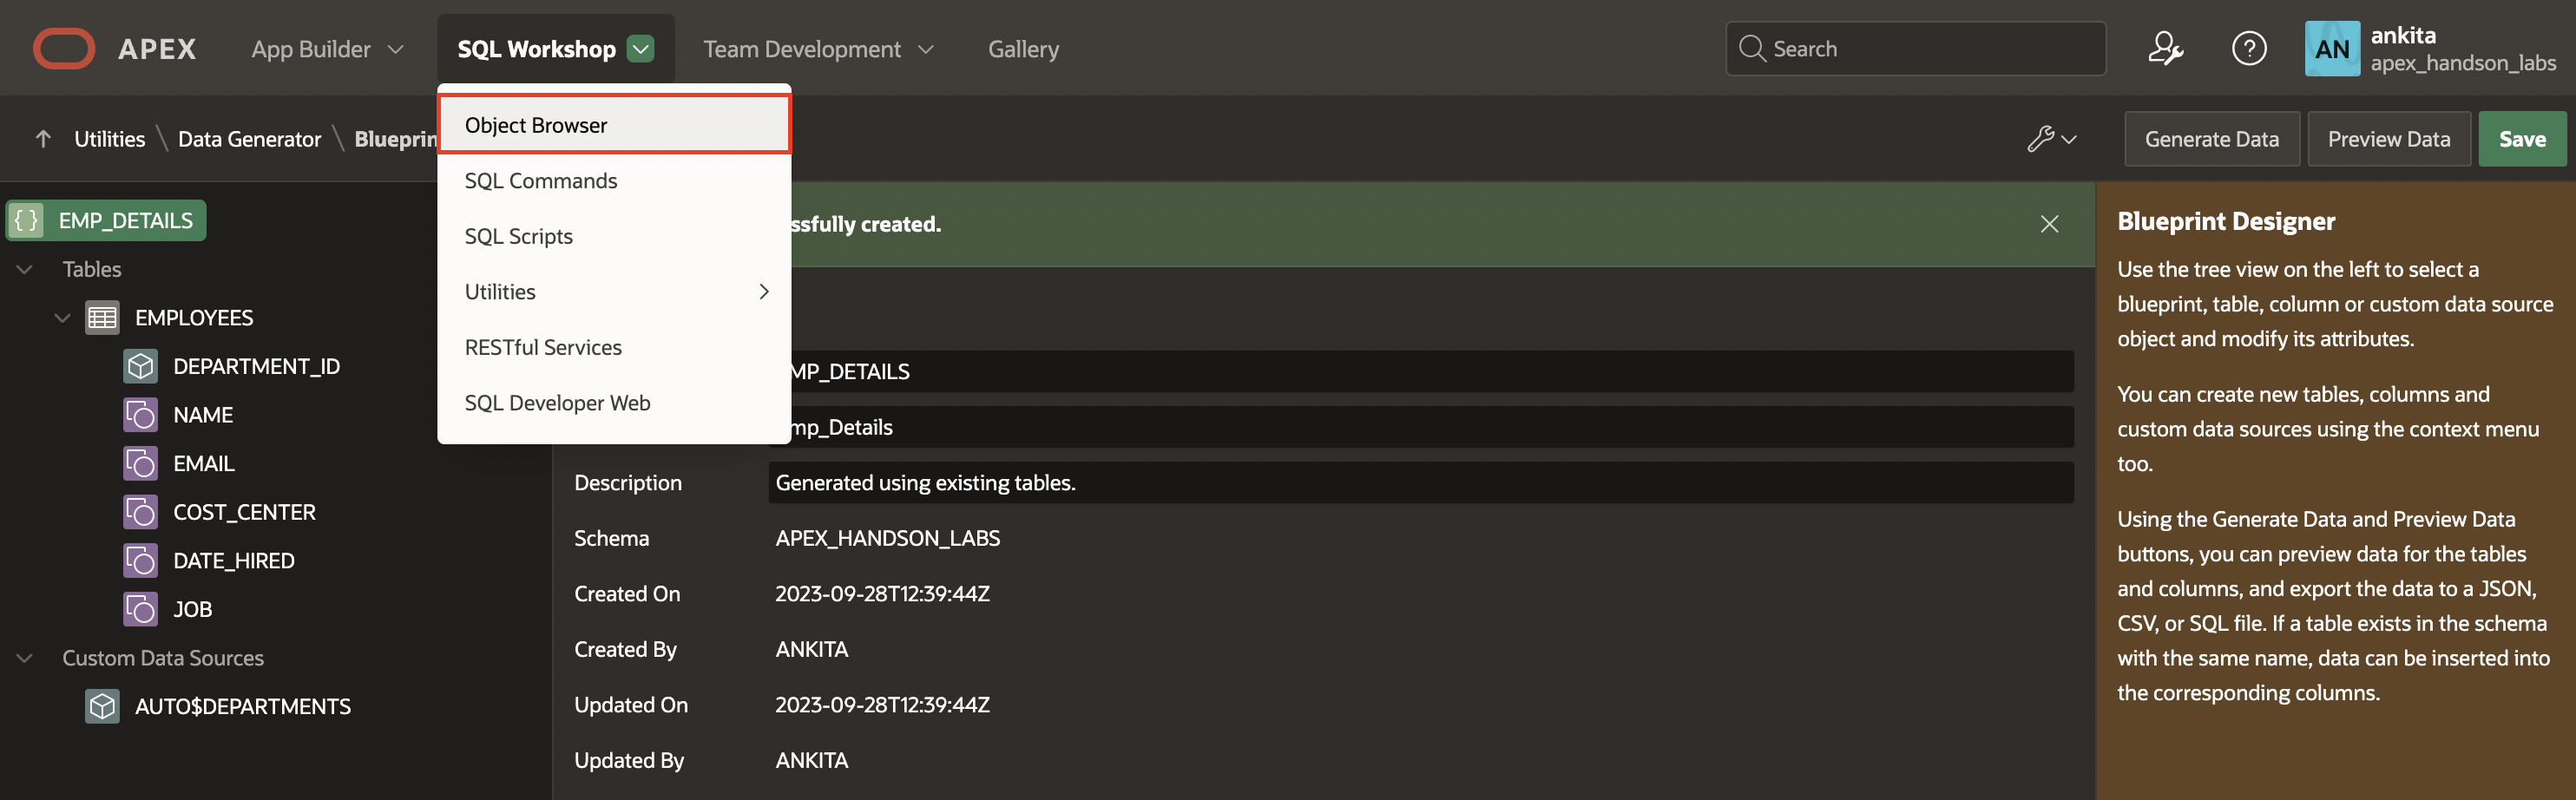 APEX
App Builder
SQL Workshop
Team Development
Gallery
Search
AN
ankita
apex_handson_labs
Utilities \ Data Generator \
Generate Data
Preview Data
Save
Object Browser
SQL Commands
SQL Scripts
Utilities
RESTful Services
SQL Developer Web
{ } EMP_DETAILS
Tables
EMPLOYEES
DEPARTMENT_ID
NAME
EMAIL
COST_CENTER
DATE_HIRED
JOB
Custom Data Sources
AUTO$DEPARTMENTS
created.
Description Generated using existing tables.
Schema APEX_HANDSON_LABS
Created On 2023-09-28T12:39:44Z
Created By ANKITA
Updated On 2023-09-28T12:39:44Z
Updated By ANKITA
Blueprint Designer
Use the tree view on the left to select a
blueprint, table, column or custom data source
object and modify its attributes.
You can create new tables, columns and
custom data sources using the context menu
too.
Using the Generate Data and Preview Data
buttons, you can preview data for the tables
and columns, and export the data to a JSON,
CSV, or SQL file. If a table exists in the schema
with the same name, data can be inserted into
the corresponding columns.